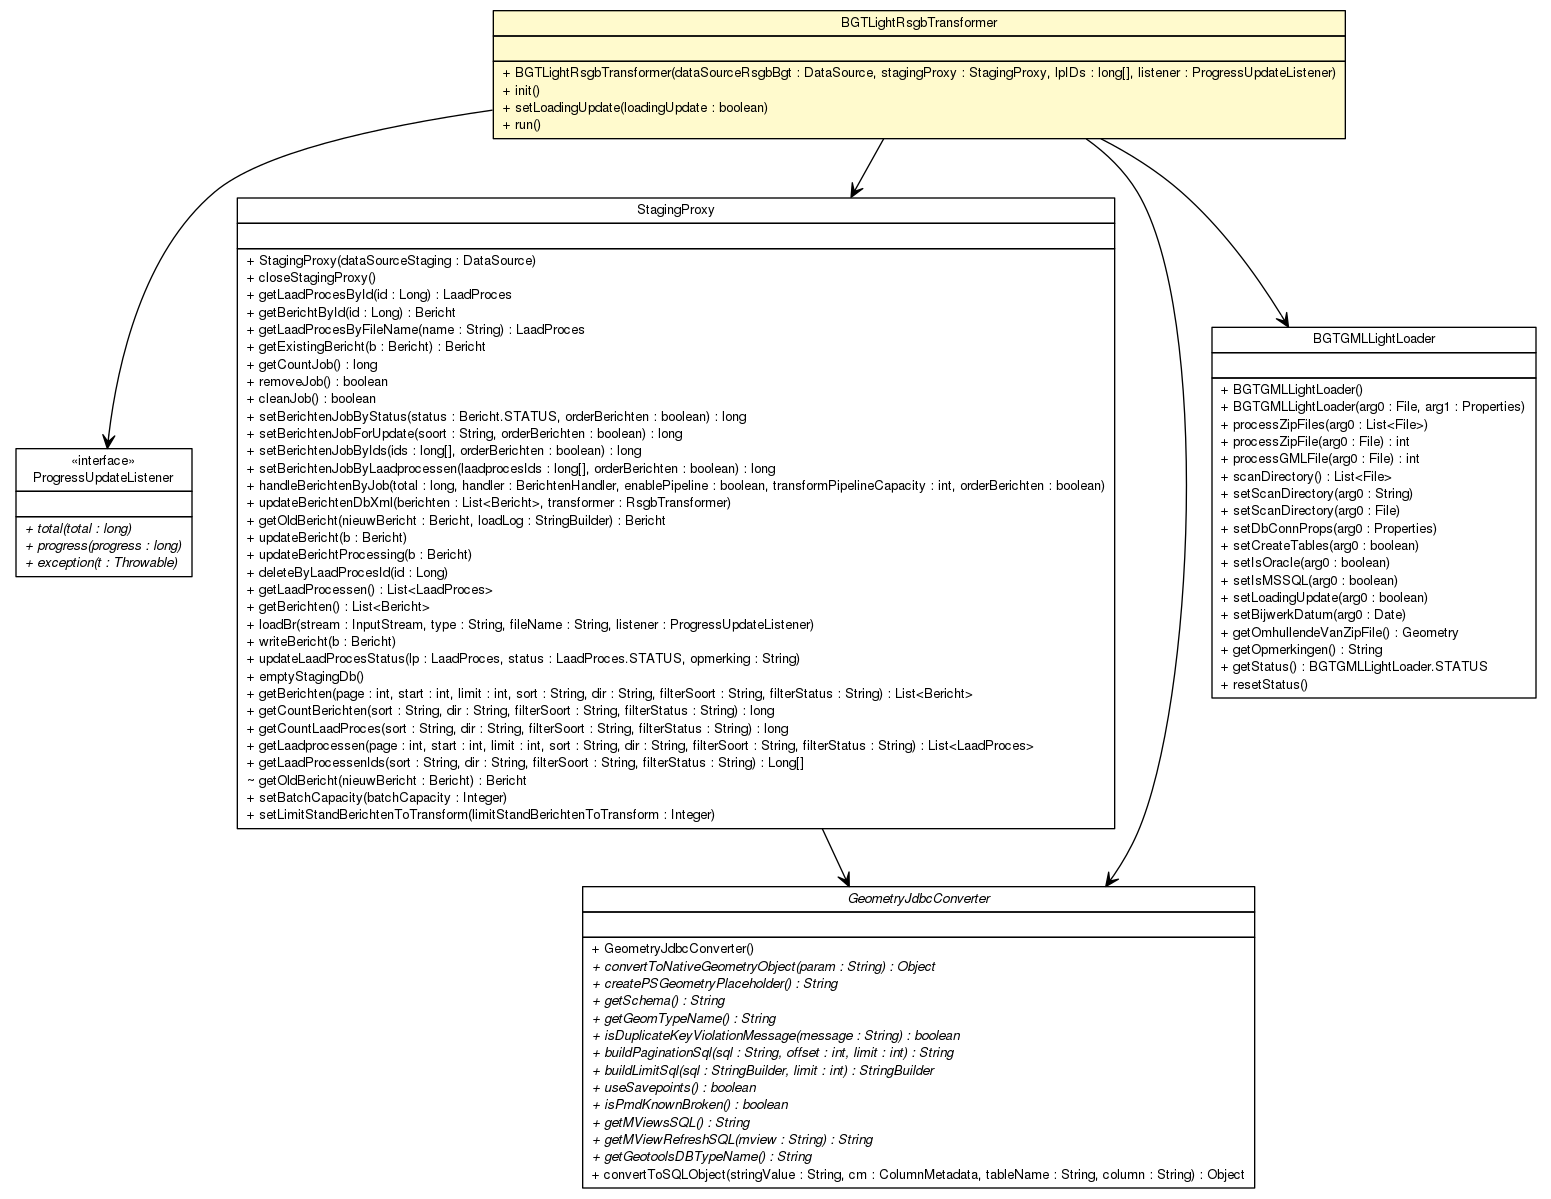 BGTLightRsgbTransformer
+ BGTLightRsgbTransformer(dataSourceRsgbBgt : DataSource, stagingProxy : StagingProxy, lpIDs : long[], listener : ProgressUpdateListener)
+ init()
+ setLoadingUpdate(loadingUpdate : boolean)
+ run()
StagingProxy
+ StagingProxy(dataSourceStaging : DataSource)
+ closeStagingProxy()
+ getLaadProcesById(id : Long) : LaadProces
+ getBerichtById(id : Long) : Bericht
+ getLaadProcesByFileName(name : String) : LaadProces
+ getExistingBericht(b : Bericht) : Bericht
+ getCountJob() : long
+ removeJob() : boolean
+ cleanJob() : boolean
+ setBerichtenJobByStatus(status : Bericht.STATUS, orderBerichten : boolean) : long
+ setBerichtenJobForUpdate(soort : String, orderBerichten : boolean) : long
+ setBerichtenJobByIds(ids : long[], orderBerichten : boolean) : long
+ setBerichtenJobByLaadprocessen(laadprocesIds : long[], orderBerichten : boolean) : long
+ handleBerichtenByJob(total : long, handler : BerichtenHandler, enablePipeline : boolean, transformPipelineCapacity : int, orderBerichten : boolean)
+ updateBerichtenDbXml(berichten : List<Bericht>, transformer : RsgbTransformer)
+ getOldBericht(nieuwBericht : Bericht, loadLog : StringBuilder) : Bericht
+ updateBericht(b : Bericht)
+ updateBerichtProcessing(b : Bericht)
+ deleteByLaadProcesId(id : Long)
+ getLaadProcessen() : List<LaadProces>
+ getBerichten() : List<Bericht>
+ loadBr(stream : InputStream, type : String, fileName : String, listener : ProgressUpdateListener)
+ writeBericht(b : Bericht)
+ updateLaadProcesStatus(lp : LaadProces, status : LaadProces.STATUS, opmerking : String)
+ emptyStagingDb()
+ getBerichten(page : int, start : int, limit : int, sort : String, dir : String, filterSoort : String, filterStatus : String) : List<Bericht>
+ getCountBerichten(sort : String, dir : String, filterSoort : String, filterStatus : String) : long
+ getCountLaadProces(sort : String, dir : String, filterSoort : String, filterStatus : String) : long
+ getLaadprocessen(page : int, start : int, limit : int, sort : String, dir : String, filterSoort : String, filterStatus : String) : List<LaadProces>
+ getLaadProcessenIds(sort : String, dir : String, filterSoort : String, filterStatus : String) : Long[]
~ getOldBericht(nieuwBericht : Bericht) : Bericht
+ setBatchCapacity(batchCapacity : Integer)
+ setLimitStandBerichtenToTransform(limitStandBerichtenToTransform : Integer)
BGTGMLLightLoader
+ BGTGMLLightLoader()
+ BGTGMLLightLoader(arg0 : File, arg1 : Properties)
+ processZipFiles(arg0 : List<File>)
+ processZipFile(arg0 : File) : int
+ processGMLFile(arg0 : File) : int
+ scanDirectory() : List<File>
+ setScanDirectory(arg0 : String)
+ setScanDirectory(arg0 : File)
+ setDbConnProps(arg0 : Properties)
+ setCreateTables(arg0 : boolean)
+ setIsOracle(arg0 : boolean)
+ setIsMSSQL(arg0 : boolean)
+ setLoadingUpdate(arg0 : boolean)
+ setBijwerkDatum(arg0 : Date)
+ getOmhullendeVanZipFile() : Geometry
+ getOpmerkingen() : String
+ getStatus() : BGTGMLLightLoader.STATUS
+ resetStatus()
«interface»
ProgressUpdateListener
+ total(total : long)
+ progress(progress : long)
+ exception(t : Throwable)
GeometryJdbcConverter
+ GeometryJdbcConverter()
+ convertToNativeGeometryObject(param : String) : Object
+ createPSGeometryPlaceholder() : String
+ getSchema() : String
+ getGeomTypeName() : String
+ isDuplicateKeyViolationMessage(message : String) : boolean
+ buildPaginationSql(sql : String, offset : int, limit : int) : String
+ buildLimitSql(sql : StringBuilder, limit : int) : StringBuilder
+ useSavepoints() : boolean
+ isPmdKnownBroken() : boolean
+ getMViewsSQL() : String
+ getMViewRefreshSQL(mview : String) : String
+ getGeotoolsDBTypeName() : String
+ convertToSQLObject(stringValue : String, cm : ColumnMetadata, tableName : String, column : String) : Object